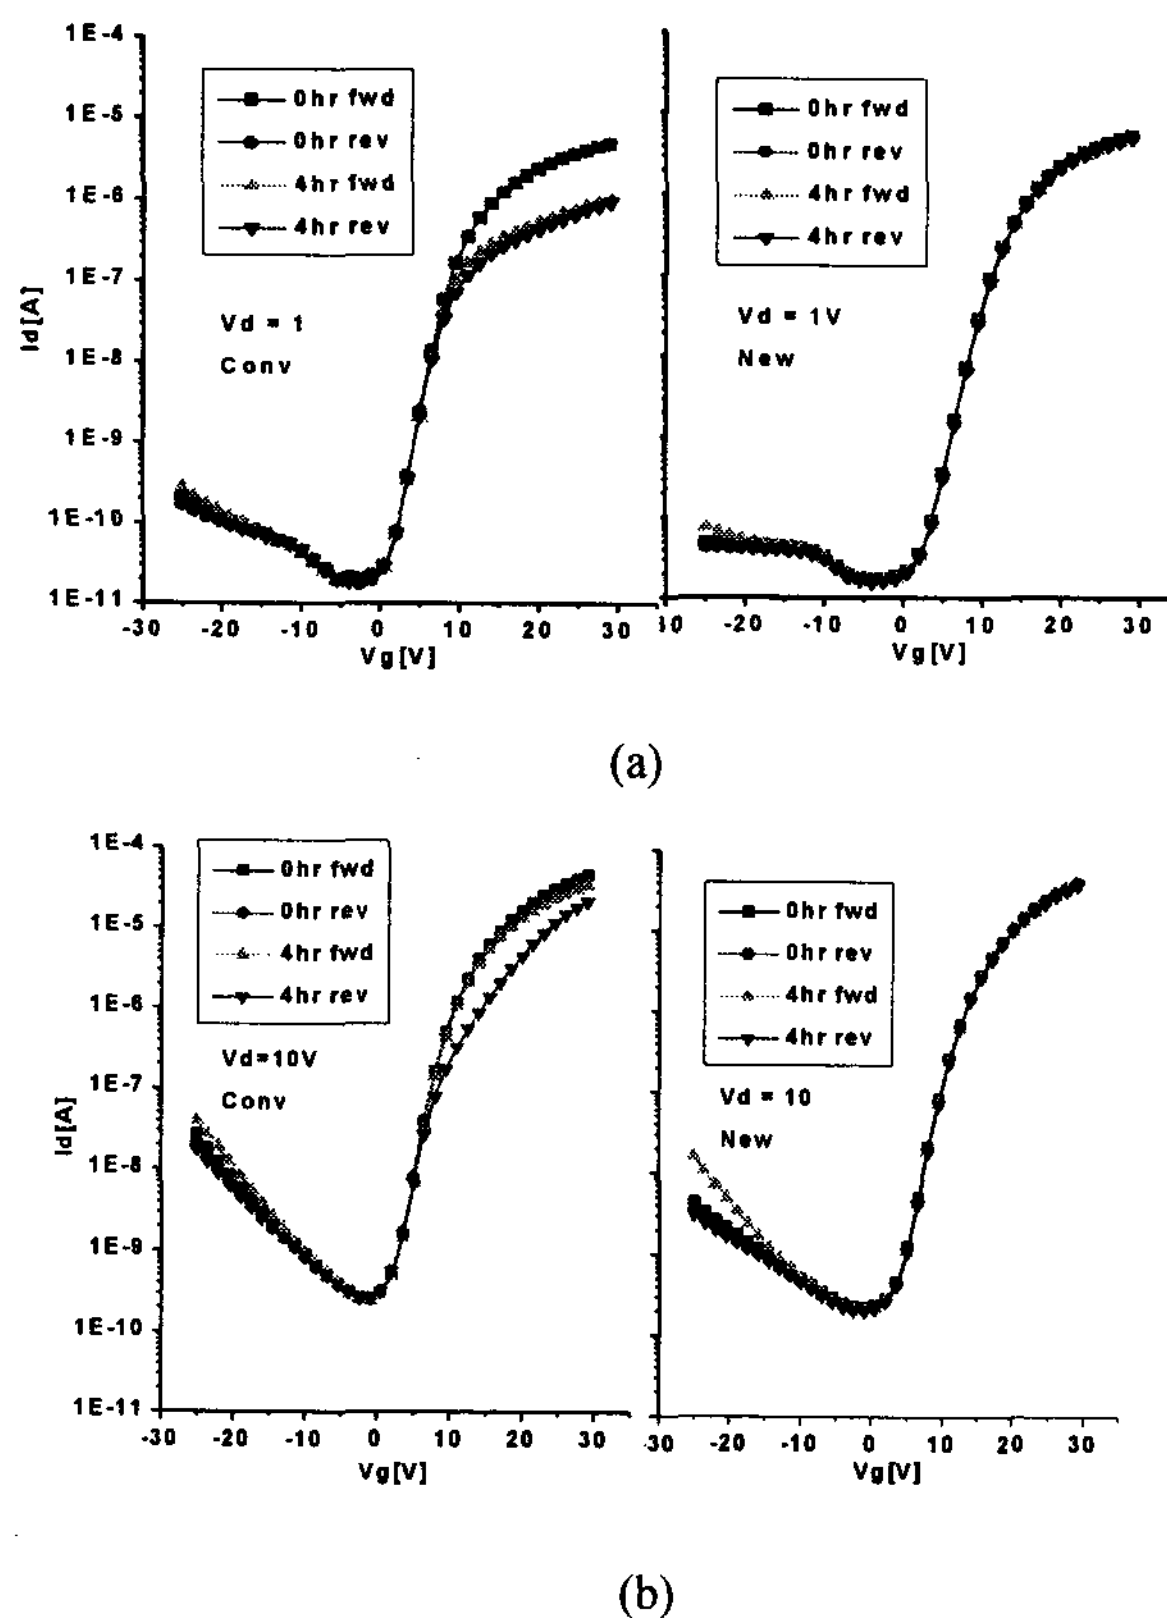 1E-4
1E-5
1E-6
1E-7
1E-8
1E-9
1E-10
1E-11
Id[A]
0hr fwd
0hr rev
4hr fwd
4hr rev
Vd = 1
Conv
-30 -20 -10 0 10 20 30
Vg[V]
0hr fwd
0hr rev
4hr fwd
4hr rev
Vd = 1V
New
-20 -10 0 10 20 30
Vg[V]
(a)
1E-4
1E-5
1E-6
1E-7
1E-8
1E-9
1E-10
1E-11
Id[A]
0hr fwd
0hr rev
4hr fwd
4hr rev
Vd=10V
Conv
-30 -20 -10 0 10 20 30
Vg[V]
0hr fwd
0hr rev
4hr fwd
4hr rev
Vd = 10
New
-30 -20 -10 0 10 20 30
Vg[V]
(b)